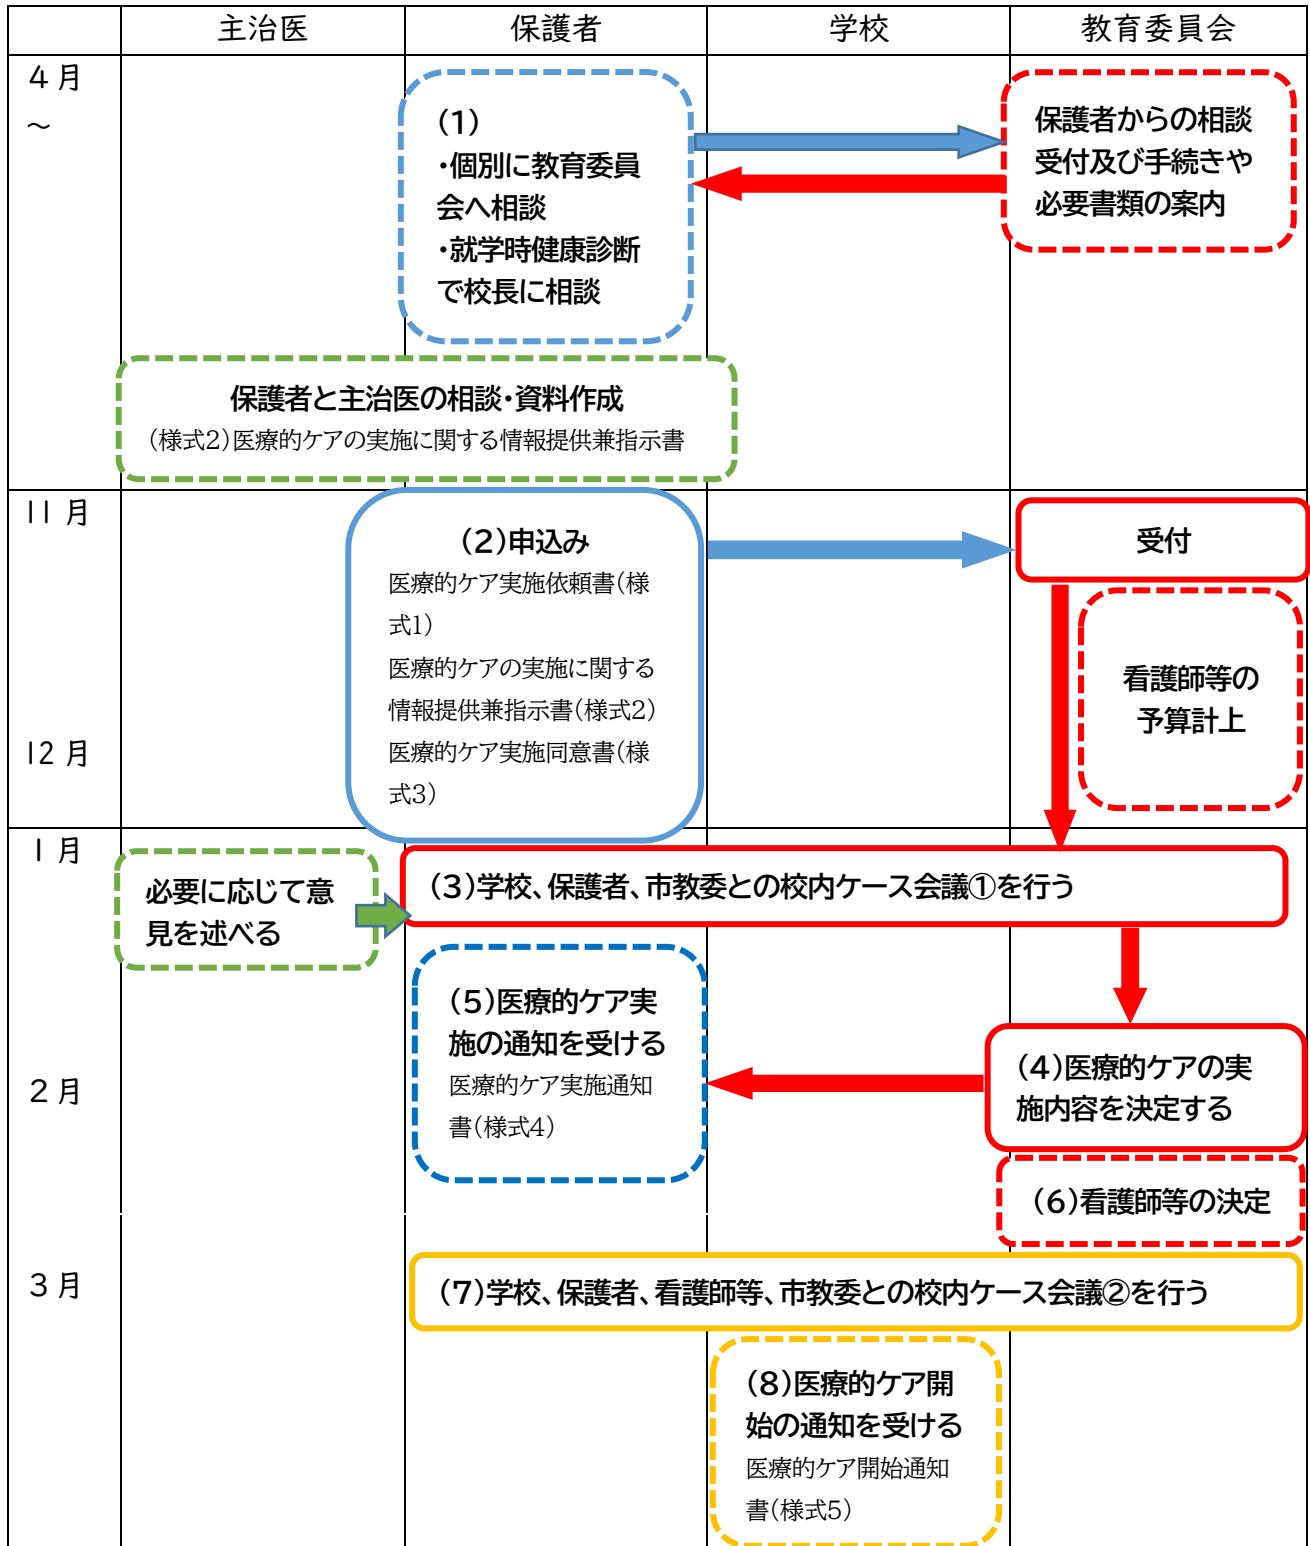 主治医
保護者
学校
教育委員会
4月
～
(1)
・個別に教育委員
会へ相談
・就学時健康診断
で校長に相談
保護者からの相談
受付及び手続きや
必要書類の案内
保護者と主治医の相談・資料作成
(様式2)医療的ケアの実施に関する情報提供兼指示書
11月
(2)申込み
医療的ケア実施依頼書(様
式1)
医療的ケアの実施に関する
情報提供兼指示書(様式2)
医療的ケア実施同意書(様
式3)
受付
看護師等の
予算計上
12月
1月
必要に応じて意
見を述べる
(3)学校、保護者、市教委との校内ケース会議①を行う
(5)医療的ケア実
施の通知を受ける
医療的ケア実施通知
書(様式4)
2月
(4)医療的ケアの実
施内容を決定する
(6)看護師等の決定
3月
(7)学校、保護者、看護師等、市教委との校内ケース会議②を行う
(8)医療的ケア開
始の通知を受ける
医療的ケア開始通知
書(様式5)